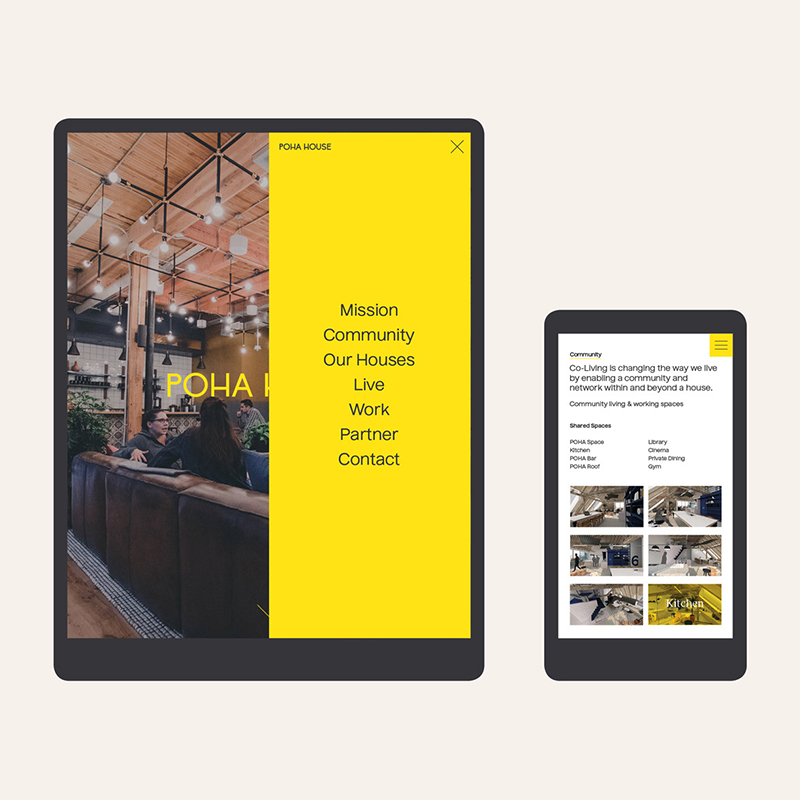 POHA HOUSE
POHA H
Mission
Community
Our Houses
Live
Work
Partner
Contact
Community
Co-Living is changing the way we live
by enabling a community and
network within and beyond a house.
Community living & working spaces
Shared Spaces
POHA Space
Kitchen
POHA Bar
POHA Roof
Library
Cinema
Private Dining
Gym
6
Kitchen